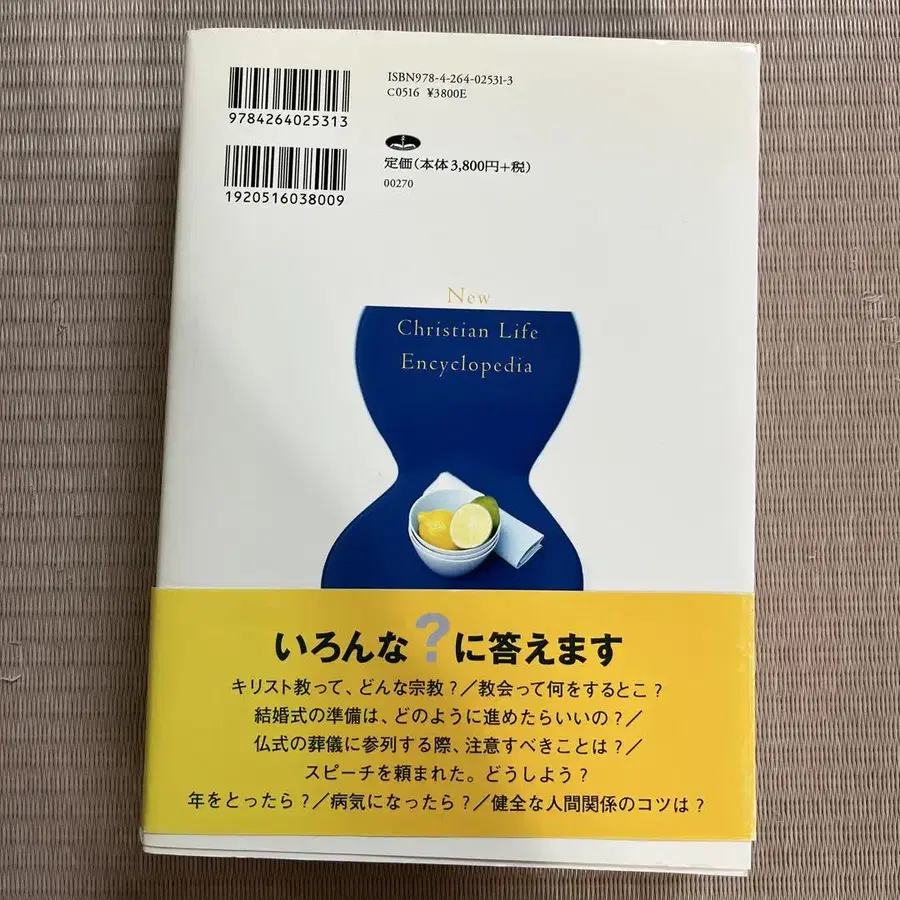 ISBN978-4-264-02531-3
C0516 ¥3800E
9784264025313
定価(本体3,800円+税)
00270
1920516038009
New
Christian Life
Encyclopedia
いろんな?に答えます
キリスト教って、どんな宗教?/教会って何をするとこ?
結婚式の準備は、どのように進めたらいいの?/
仏式の葬儀に参列する際、注意すべきことは?/
スピーチを頼まれた。どうしよう?
年をとったら?/病気になったら?/健全な人間関係のコツは?